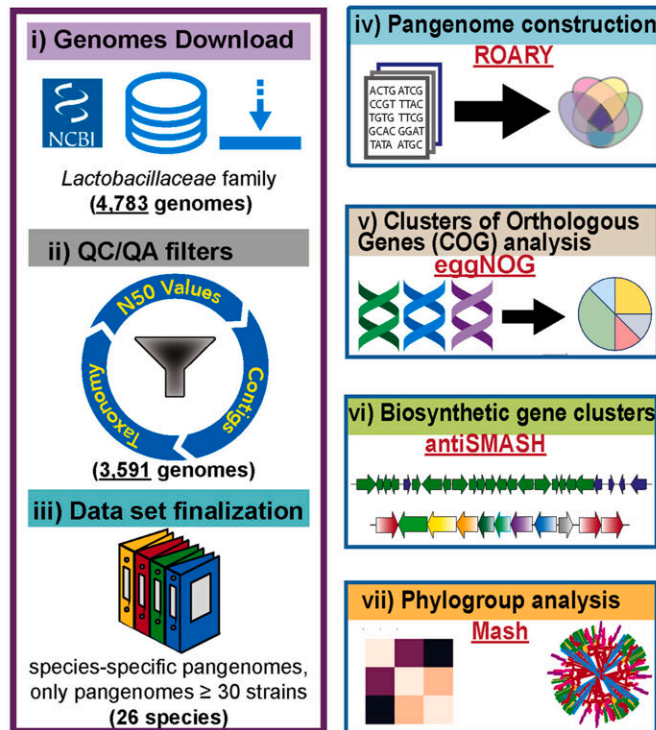 i) Genomes Download
NCBI
Lactobacillaceae family
(4,783 genomes)
ii) QC/QA filters
N50 Values
Taxonomy
Contigs
(3,591 genomes)
iii) Data set finalization
species-specific pangenomes,
only pangenomes ≥ 30 strains
(26 species)
iv) Pangenome construction
ROARY
ACTG ATCG
CCGT TTAC
TGTG TTCG
GCAC GGAT
TATA ATGC
v) Clusters of Orthologous
Genes (COG) analysis
eggNOG
vi) Biosynthetic gene clusters
antiSMASH
vii) Phylogroup analysis
Mash